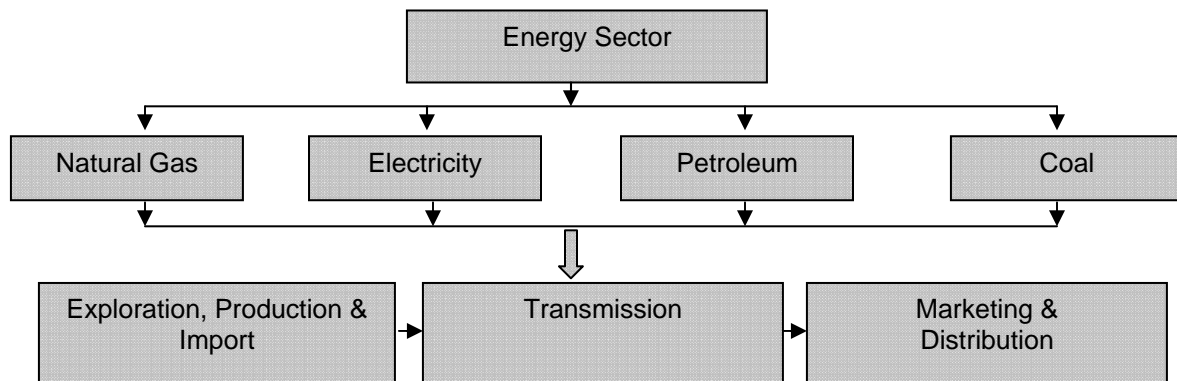 Energy Sector
Natural Gas
Electricity
Petroleum
Coal
Exploration, Production &
Import
Transmission
Marketing &
Distribution